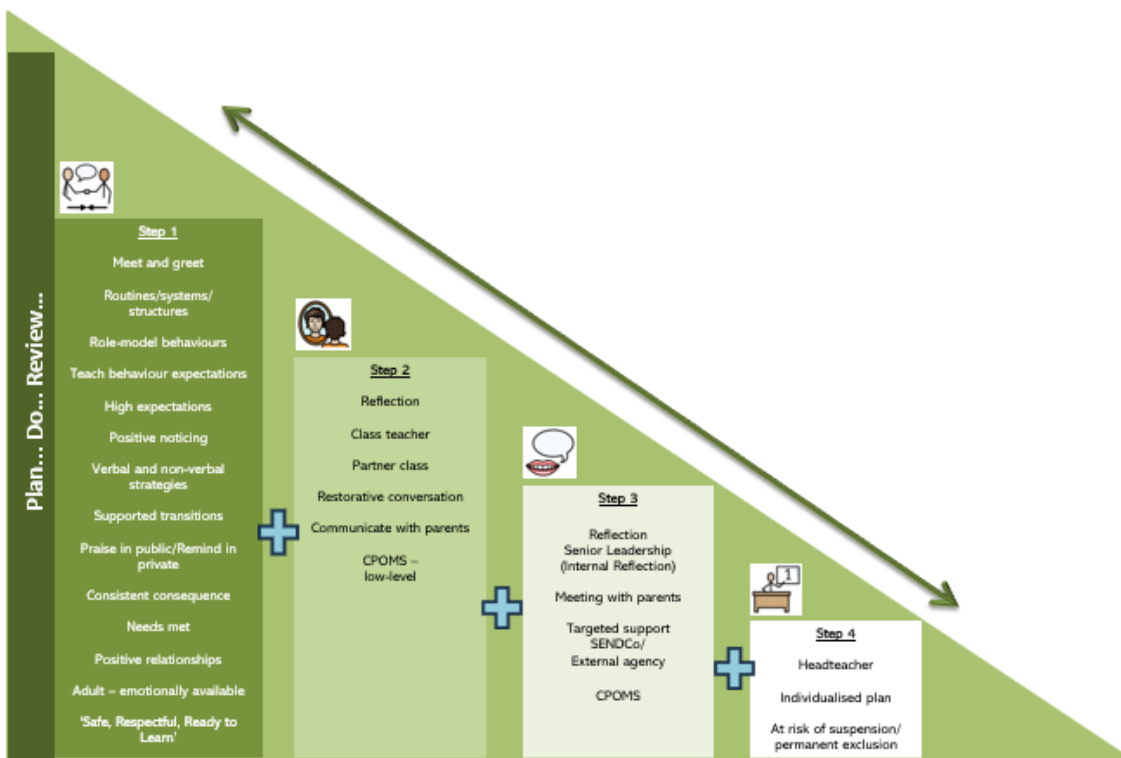 Plan... Do... Review...
Step 1
Meet and greet
Routines/systems/
structures
Role-model behaviours
Teach behaviour expectations
High expectations
Positive noticing
Verbal and non-verbal
strategies
Supported transitions
Praise in public/Remind in
private
Consistent consequence
Needs met
Positive relationships
Adult – emotionally available
'Safe, Respectful, Ready to
Learn'
Step 2
Reflection
Class teacher
Partner class
Restorative conversation
Communicate with parents
CPOMS –
low-level
Step 3
Reflection
Senior Leadership
(Internal Reflection)
Meeting with parents
Targeted support
SENDCo/
External agency
CPOMS
1
Step 4
Headteacher
Individualised plan
At risk of suspension/
permanent exclusion